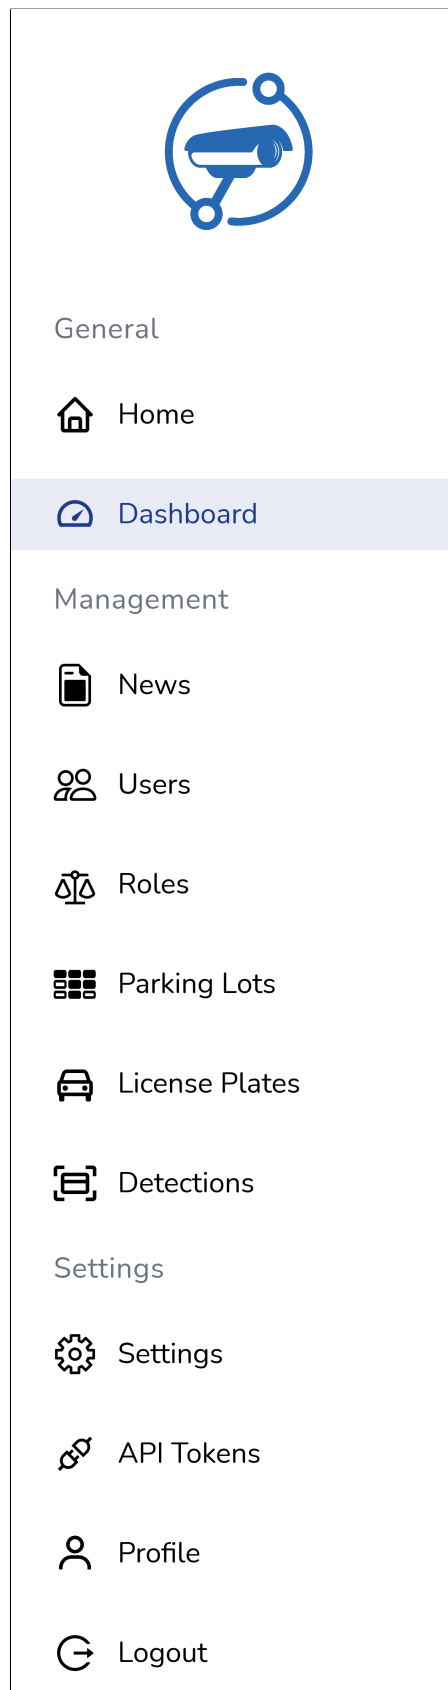 General
Home
Dashboard
Management
News
Users
Roles
Parking Lots
License Plates
Detections
Settings
Settings
API Tokens
Profile
Logout